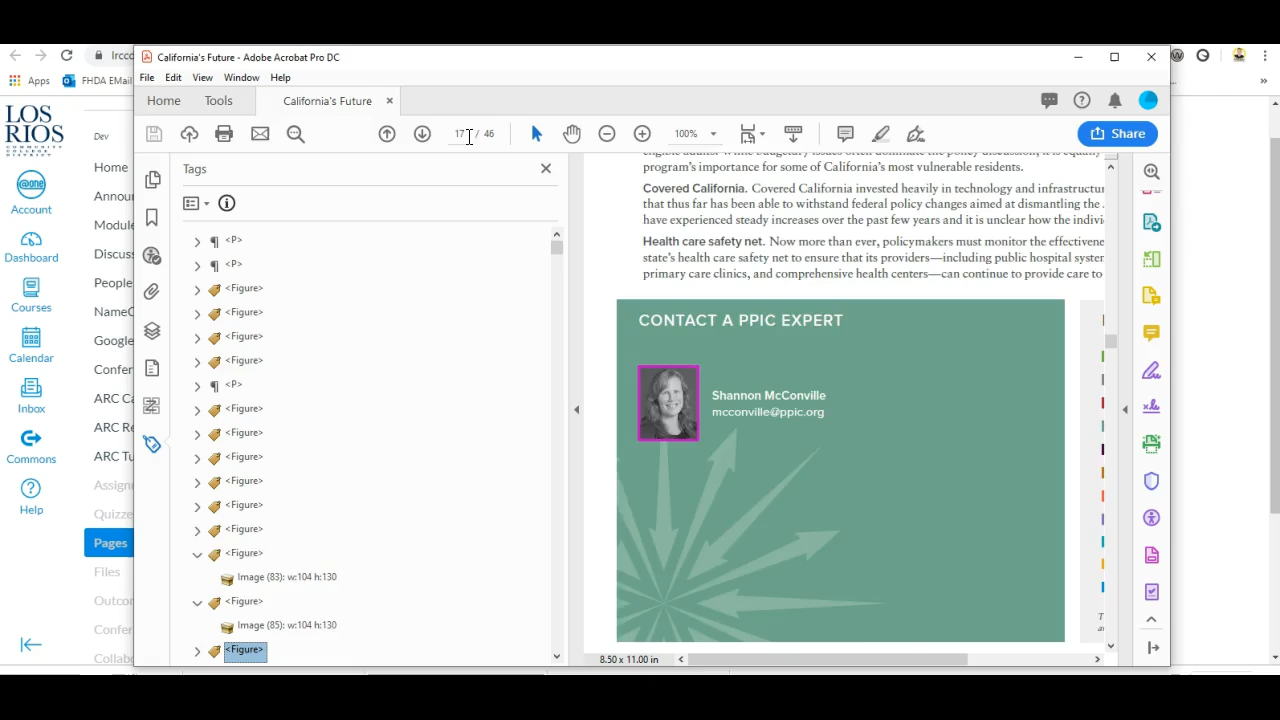 lrccd
California's Future - Adobe Acrobat Pro DC
File Edit View Window Help
Apps FHDA EMail
Home Tools California's Future
17 / 46
100%
Share
LOS RIOS
COMMUNITY COLLEGE DISTRICT
@one
Account
Dashboard
Courses
Calendar
Inbox
Commons
Help
Dev
Home
Announ
Module
Discuss
People
NameC
Google
Confer
ARC Ca
ARC Re
ARC Tu
Assign
Quizze
Pages
Files
Outcon
Confer
Collab
Tags
<P>
<P>
<Figure>
<Figure>
<Figure>
<Figure>
<P>
<Figure>
<Figure>
<Figure>
<Figure>
<Figure>
<Figure>
<Figure>
Image (83): w:104 h:130
<Figure>
Image (85): w:104 h:130
<Figure>
program's importance for some of California's most vulnerable residents.
Covered California. Covered California invested heavily in technology and infrastructu
that thus far has been able to withstand federal policy changes aimed at dismantling the
have experienced steady increases over the past few years and it is unclear how the indivi
Health care safety net. Now more than ever, policymakers must monitor the effectivene
state's health care safety net to ensure that its providers—including public hospital system
primary care clinics, and comprehensive health centers—can continue to provide care to
CONTACT A PPIC EXPERT
Shannon McConville
mcconville@ppic.org
8.50 x 11.00 in